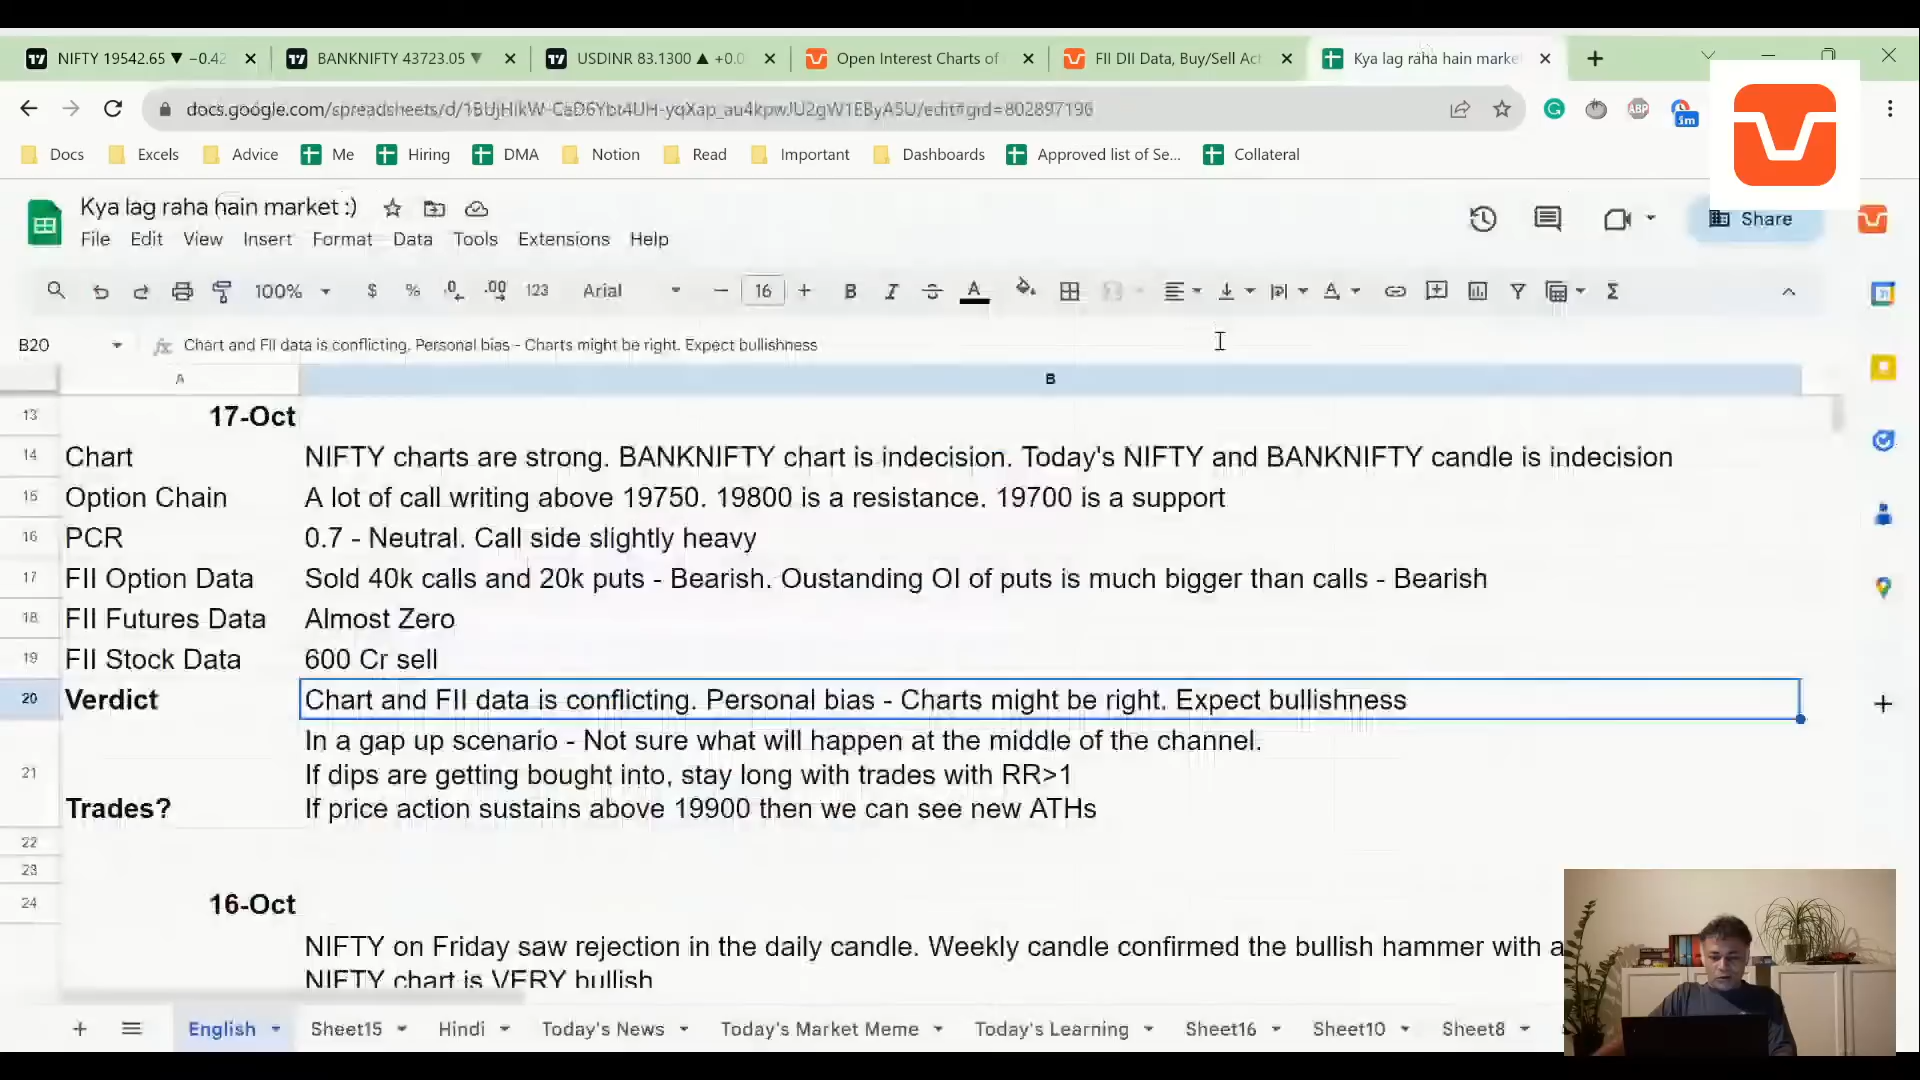 NIFTY 19542.65 ▼ −0.42
BANKNIFTY 43723.05 ▼
USDINR 83.1300 ▲ +0.0
Open Interest Charts of
FII DII Data, Buy/Sell Act
Kya lag raha hain marke
Docs
Excels
Advice
Me
Hiring
DMA
Notion
Read
Important
Dashboards
Approved list of Se...
Collateral
Kya lag raha hain market :)
File Edit View Insert Format Data Tools Extensions Help
Share
100% $ % .0 .00 123 Arial 16
B20
Chart and FII data is conflicting. Personal bias - Charts might be right. Expect bullishness
A B
13 17-Oct
14 Chart NIFTY charts are strong. BANKNIFTY chart is indecision. Today's NIFTY and BANKNIFTY candle is indecision
15 Option Chain A lot of call writing above 19750. 19800 is a resistance. 19700 is a support
16 PCR 0.7 - Neutral. Call side slightly heavy
17 FII Option Data Sold 40k calls and 20k puts - Bearish. Oustanding OI of puts is much bigger than calls - Bearish
18 FII Futures Data Almost Zero
19 FII Stock Data 600 Cr sell
20 Verdict Chart and FII data is conflicting. Personal bias - Charts might be right. Expect bullishness
In a gap up scenario - Not sure what will happen at the middle of the channel.
21 If dips are getting bought into, stay long with trades with RR>1
Trades? If price action sustains above 19900 then we can see new ATHs
22
23
24 16-Oct
NIFTY on Friday saw rejection in the daily candle. Weekly candle confirmed the bullish hammer with a
NIFTY chart is VERY bullish
English Sheet15 Hindi Today's News Today's Market Meme Today's Learning Sheet16 Sheet10 Sheet8